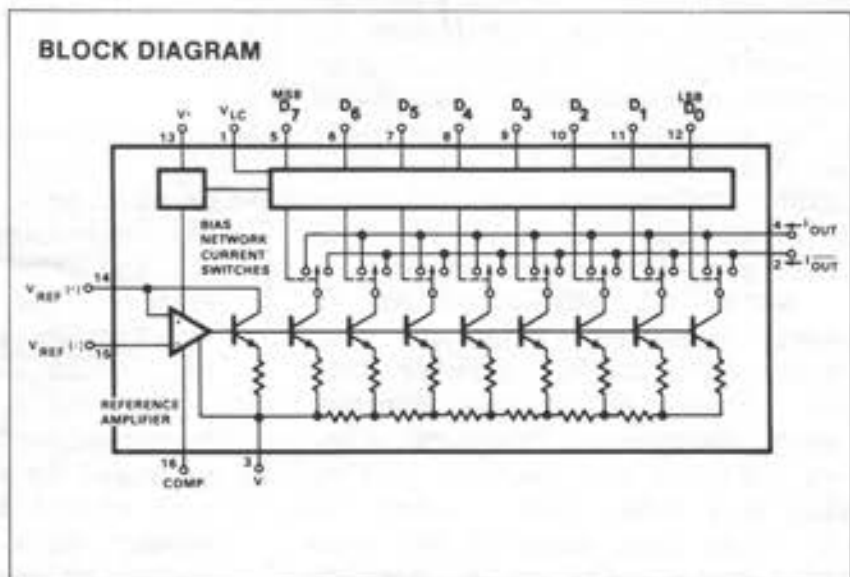 BLOCK DIAGRAM
MSB LSB
V+ VLC D7 D6 D5 D4 D3 D2 D1 D0
13 1 5 6 7 8 9 10 11 12
BIAS
NETWORK
CURRENT
SWITCHES
4 IOUT
2 IOUT
14
VREF (+)
VREF (-)
15
REFERENCE
AMPLIFIER
16 3
COMP. V-